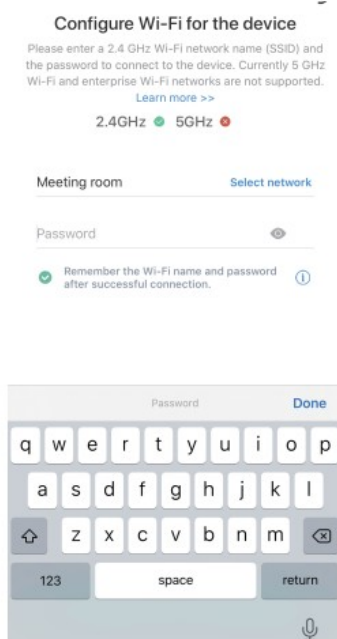 Configure Wi-Fi for the device
Please enter a 2.4 GHz Wi-Fi network name (SSID) and
the password to connect to the device. Currently 5 GHz
Wi-Fi and enterprise Wi-Fi networks are not supported.
Learn more >>
2.4GHz 5GHz
Meeting room Select network
Password
Remember the Wi-Fi name and password
after successful connection.
Password Done
q w e r t y u i o p
a s d f g h j k l
z x c v b n m
123 space return